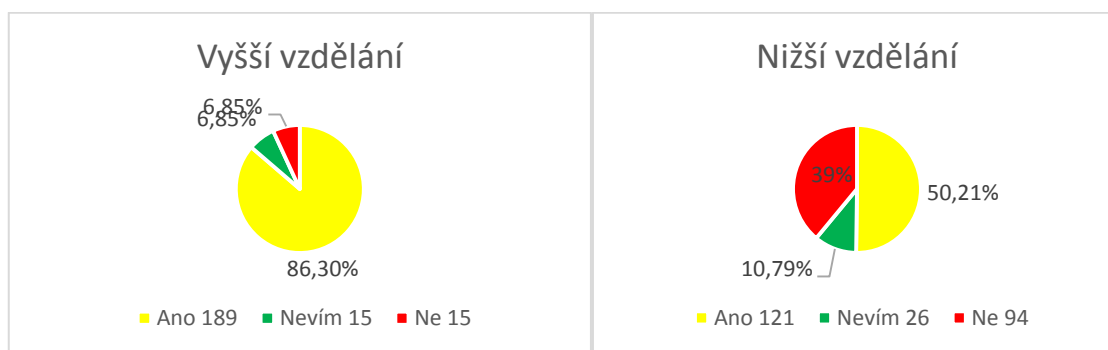 Vyšší vzdělání
6,85%
6,85%
86,30%
Ano 189 Nevím 15 Ne 15
Nižší vzdělání
39%
50,21%
10,79%
Ano 121 Nevím 26 Ne 94